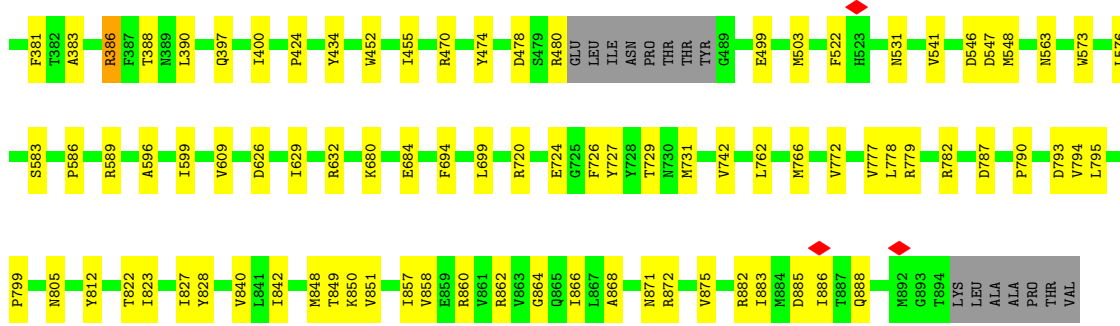 F381 T382 A383 R386 F387 T388 N389 L390 Q397 I400 P424 Y434 W452 I455 R470 Y474 D478 S479 R480 GLU LEU ILE ASN PRO THR THR TYR G489 E499 M503 F522 H523 N531 V541 D546 D547 M548 N563 W573 L576
S583 P586 R589 A596 I599 V609 D626 I629 R632 K680 E684 F694 L699 R720 E724 G725 F726 Y727 Y728 T729 N730 M731 V742 L762 M766 V772 V777 L778 R779 R782 D787 P790 D793 V794 L795
P799 N805 Y812 T822 I823 I827 Y828 V840 L841 I842 M848 T849 K850 V851 I857 V858 E859 R860 V861 R862 V863 G864 Q865 I866 L867 A868 N871 R872 V875 R882 I883 M884 D885 I886 T887 Q888 M892 G893 T894 LYS LEU ALA ALA PRO THR VAL